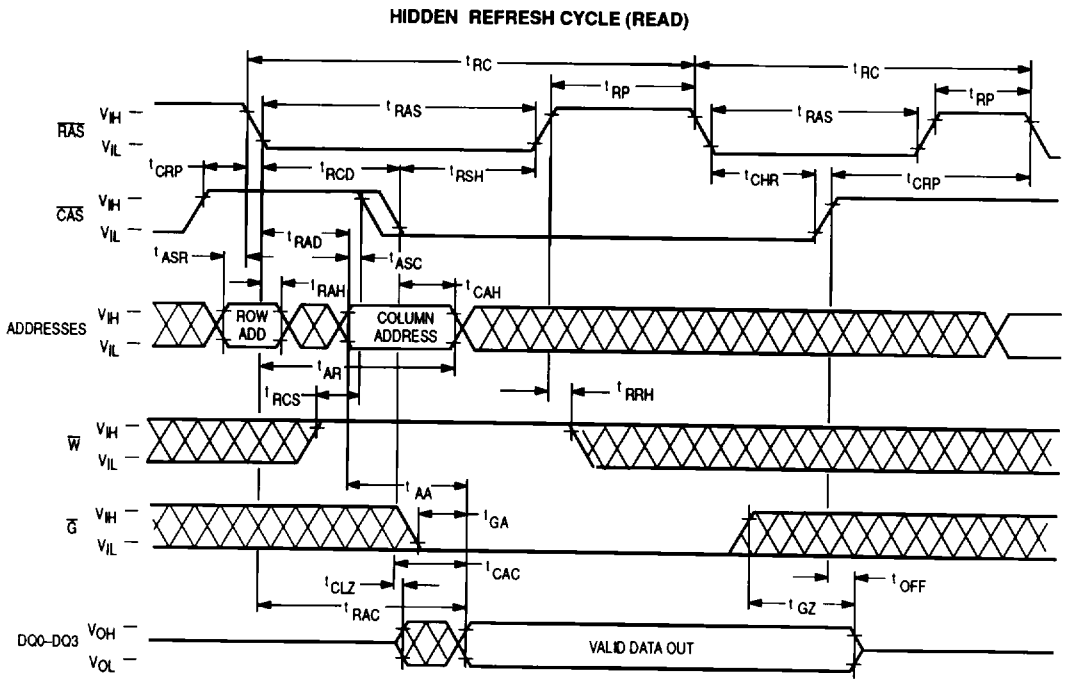 HIDDEN REFRESH CYCLE (READ)
tRC
tRC
tRP
tRP
tRAS
tRAS
RAS
VIH
VIL
tCRP
tRCD
tRSH
tCHR
tCRP
CAS
VIH
VIL
tRAD
tASR
tASC
tRAH
tCAH
ADDRESSES
VIH
VIL
ROW
ADD
COLUMN
ADDRESS
tAR
tRCS
tRRH
W
VIH
VIL
tAA
G
VIH
VIL
tGA
tCAC
tCLZ
tOFF
tGZ
tRAC
DQ0–DQ3
VOH
VOL
VALID DATA OUT